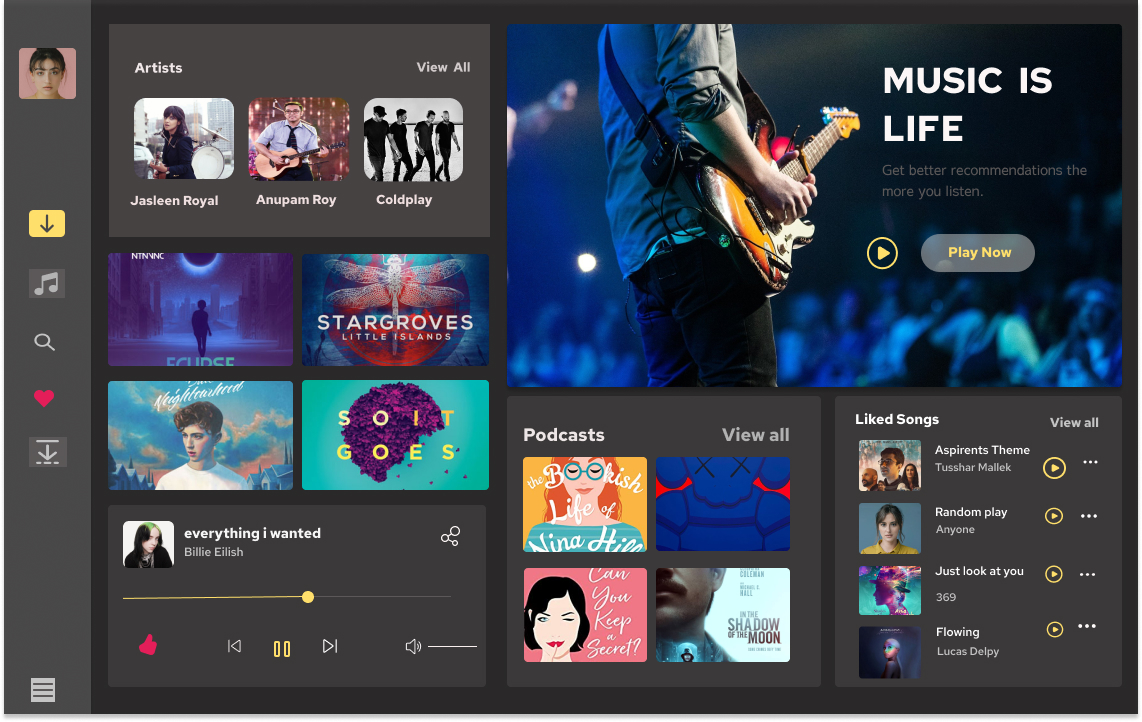 Artists
View All
Jasleen Royal
Anupam Roy
Coldplay
MUSIC IS
LIFE
Get better recommendations the
more you listen.
Play Now
NTNVNC
ECLIPSE
STARGROVES
LITTLE ISLANDS
Neighbourhood
SO IT
GOES
everything i wanted
Billie Eilish
Podcasts
View all
the Bookish
Life of
Nina Hill
Can
You
Keep
a
Secret?
COLEMAN
MICHAEL C.
HALL
IN THE
SHADOW
OF THE MOON
Liked Songs
View all
Aspirents Theme
Tusshar Mallek
Random play
Anyone
Just look at you
369
Flowing
Lucas Delpy